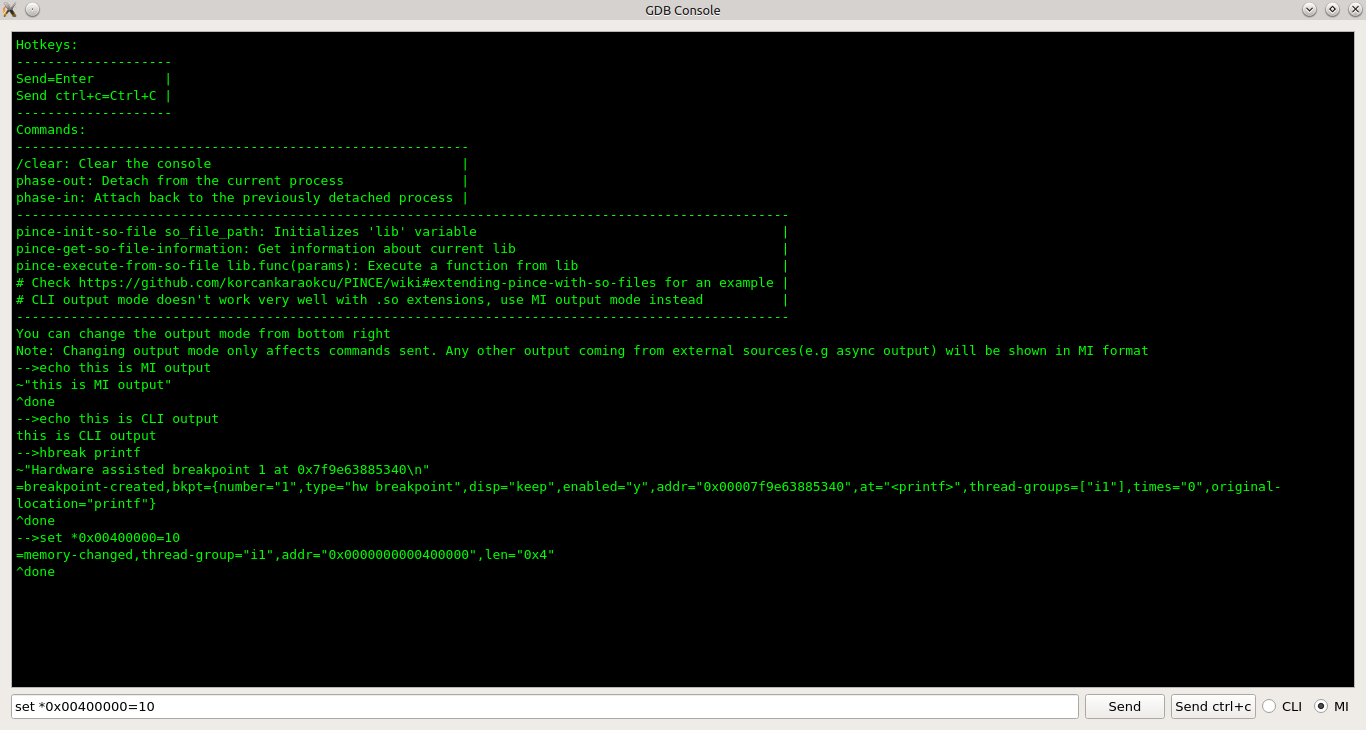 GDB Console
Hotkeys:
--------------------
Send=Enter         |
Send ctrl+c=Ctrl+C |
--------------------
Commands:
----------------------------------------------------------
/clear: Clear the console                                |
phase-out: Detach from the current process               |
phase-in: Attach back to the previously detached process |
---------------------------------------------------------------------------------------------------
pince-init-so-file so_file_path: Initializes 'lib' variable                                       |
pince-get-so-file-information: Get information about current lib                                  |
pince-execute-from-so-file lib.func(params): Execute a function from lib                          |
# Check https://github.com/korcankaraokcu/PINCE/wiki#extending-pince-with-so-files for an example |
# CLI output mode doesn't work very well with .so extensions, use MI output mode instead          |
---------------------------------------------------------------------------------------------------
You can change the output mode from bottom right
Note: Changing output mode only affects commands sent. Any other output coming from external sources(e.g async output) will be shown in MI format
-->echo this is MI output
~"this is MI output"
^done
-->echo this is CLI output
this is CLI output
-->hbreak printf
~"Hardware assisted breakpoint 1 at 0x7f9e63885340\n"
=breakpoint-created,bkpt={number="1",type="hw breakpoint",disp="keep",enabled="y",addr="0x00007f9e63885340",at="<printf>",thread-groups=["i1"],times="0",original-
location="printf"}
^done
-->set *0x00400000=10
=memory-changed,thread-group="i1",addr="0x0000000000400000",len="0x4"
^done
set *0x00400000=10
Send
Send ctrl+c
CLI
MI